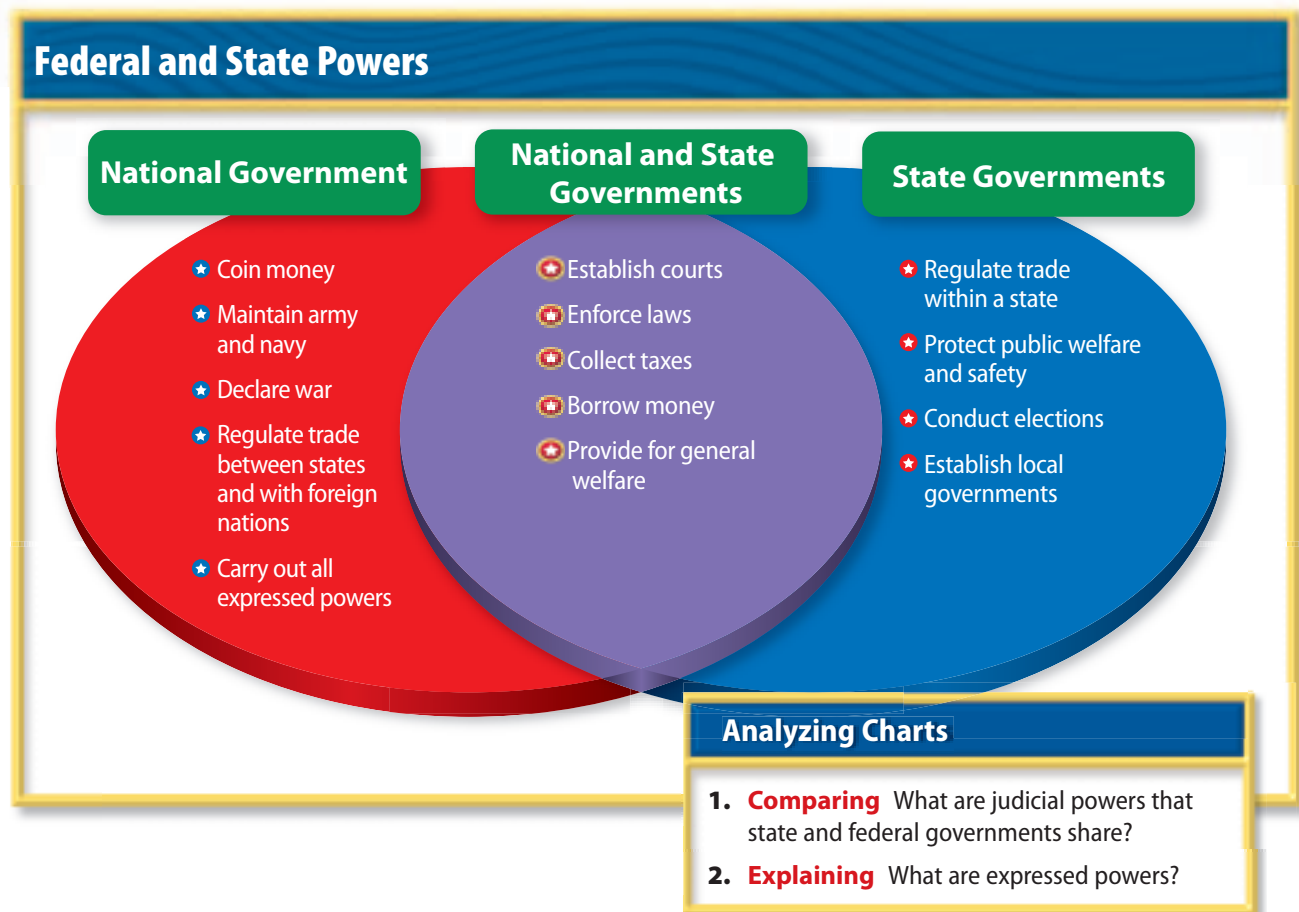 Federal and State Powers
National Government
Coin money
Maintain army
and navy
Declare war
Regulate trade
between states
and with foreign
nations
Carry out all
expressed powers
National and State
Governments
Establish courts
Enforce laws
Collect taxes
Borrow money
Provide for general
welfare
State Governments
Regulate trade
within a state
Protect public welfare
and safety
Conduct elections
Establish local
governments
Analyzing Charts
1. Comparing What are judicial powers that
state and federal governments share?
2. Explaining What are expressed powers?